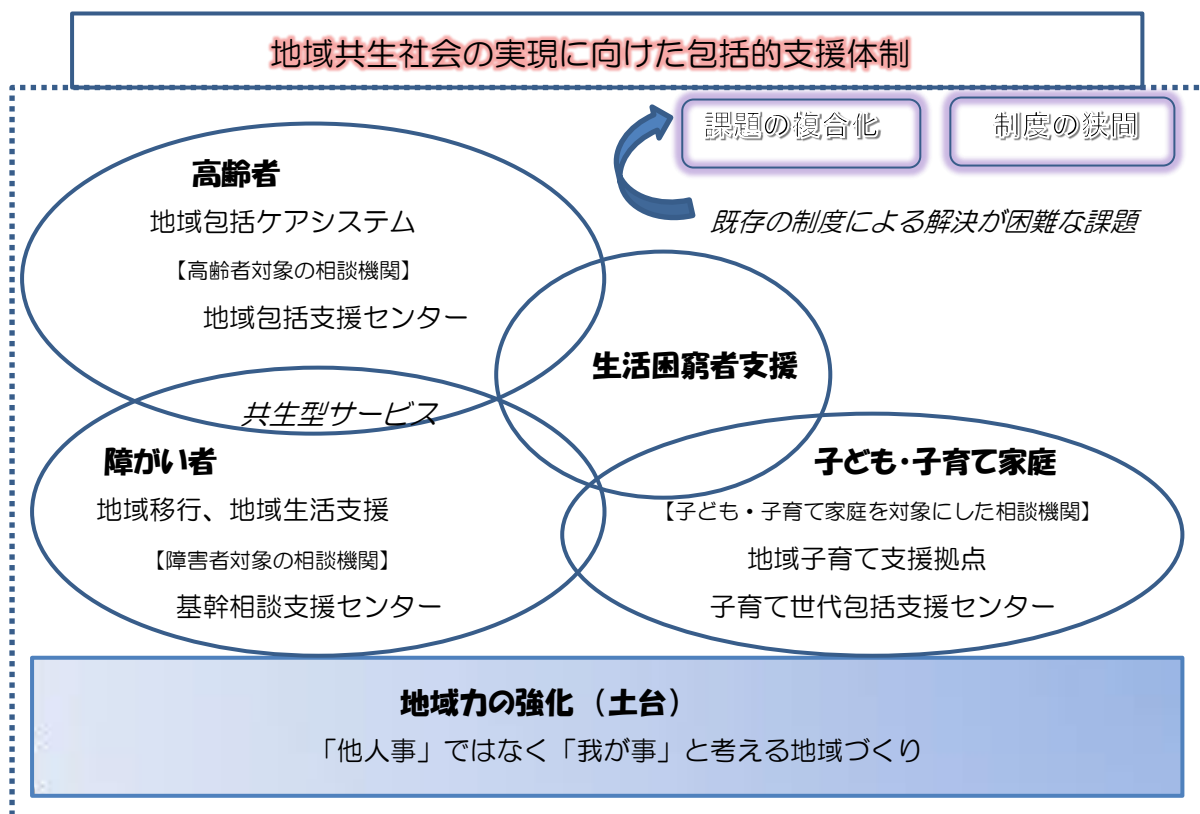 地域共生社会の実現に向けた包括的支援体制
課題の複合化
制度の狭間
既存の制度による解決が困難な課題
高齢者
地域包括ケアシステム
【高齢者対象の相談機関】
地域包括支援センター
生活困窮者支援
共生型サービス
障がい者
地域移行、地域生活支援
【障害者対象の相談機関】
基幹相談支援センター
子ども・子育て家庭
【子ども・子育て家庭を対象にした相談機関】
地域子育て支援拠点
子育て世代包括支援センター
地域力の強化（土台）
「他人事」ではなく「我が事」と考える地域づくり